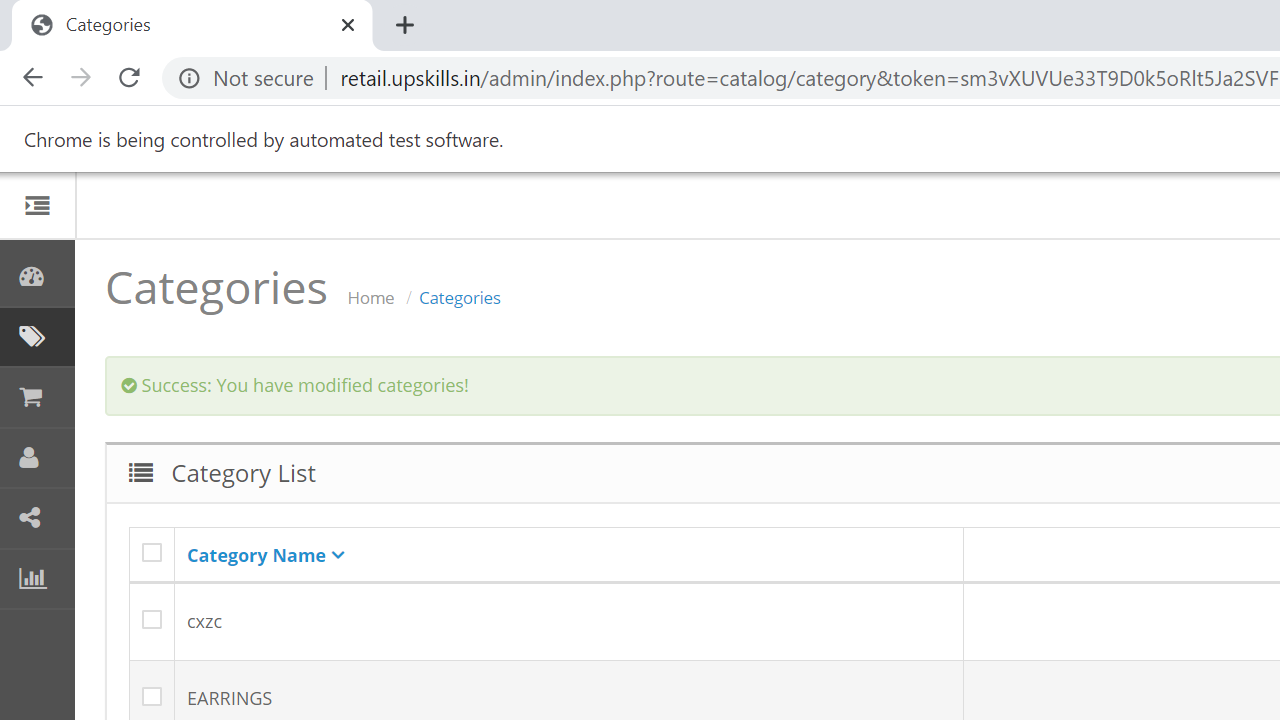 Categories
Not secure | retail.upskills.in/admin/index.php?route=catalog/category&token=sm3vXUVUe33T9D0k5oRlt5Ja2SVF
Chrome is being controlled by automated test software.
Categories Home / Categories
Success: You have modified categories!
Category List
Category Name
cxzc
EARRINGS